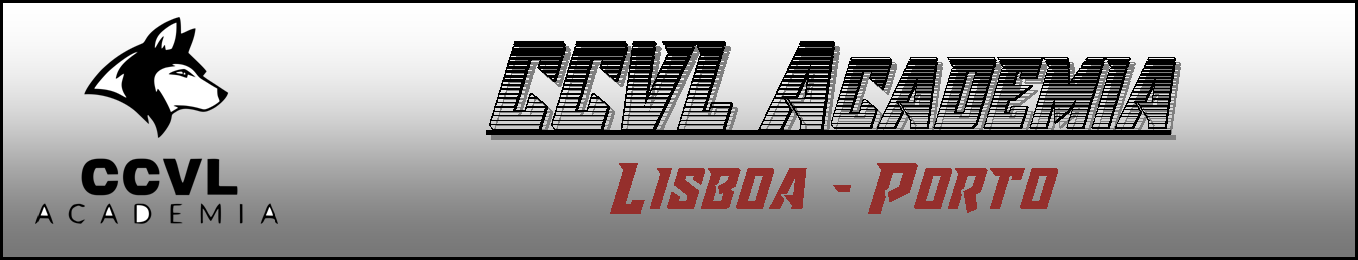 CCVL
ACADEMIA
CCVL Academia
Lisboa - Porto